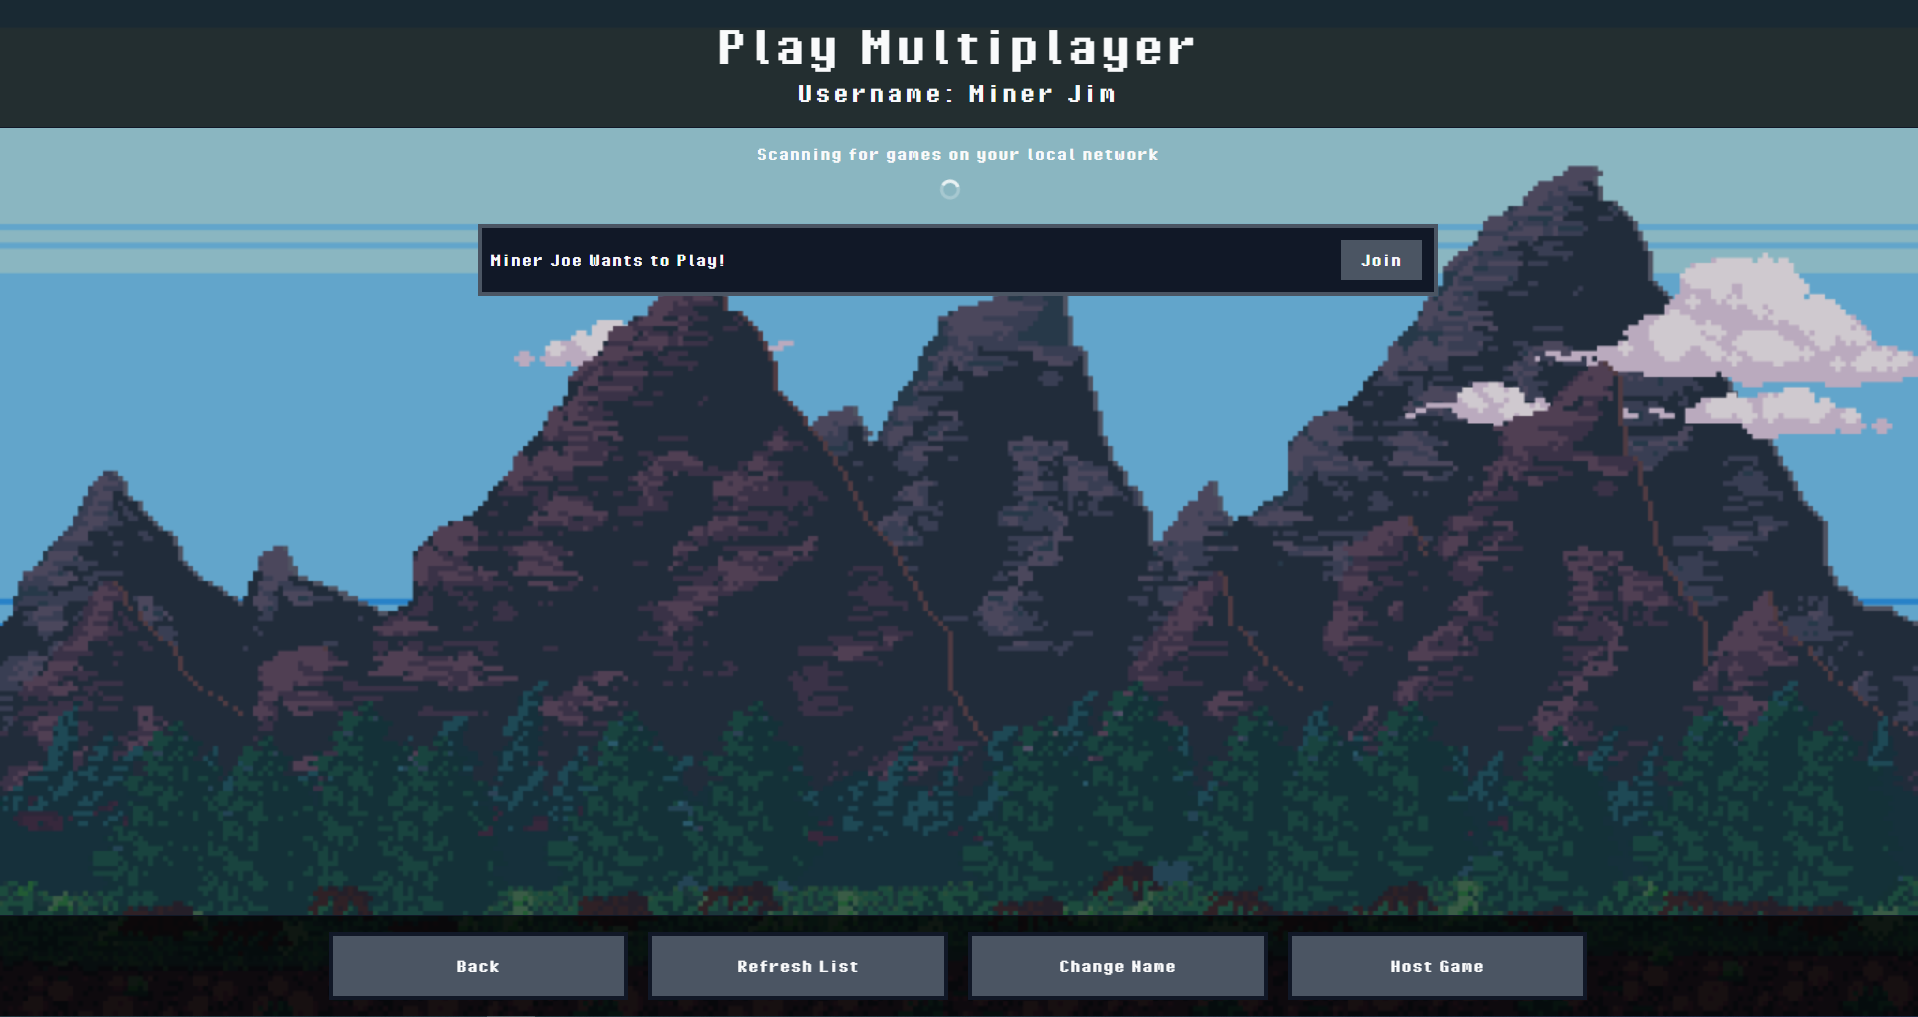 Play Multiplayer
Username: Miner Jim
Scanning for games on your local network
Miner Joe Wants to Play!
Join
Back
Refresh List
Change Name
Host Game